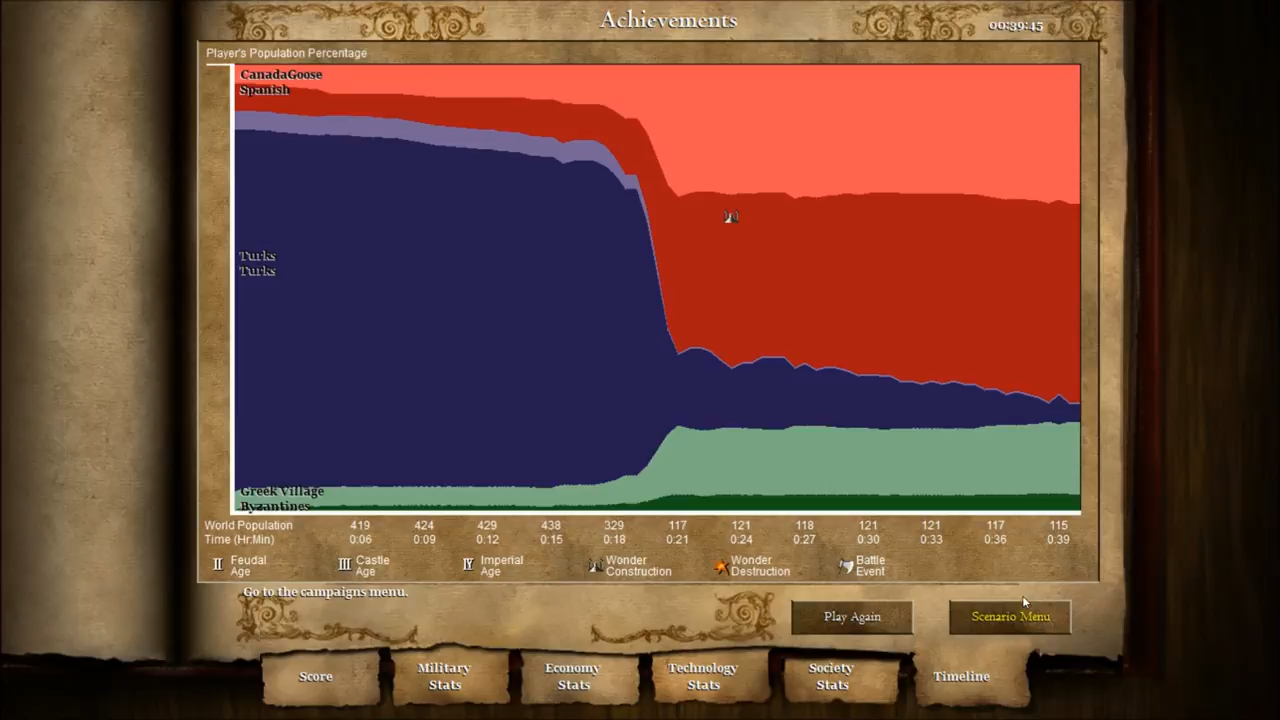 Achievements
00:39:45
Player's Population Percentage
CanadaGoose
Spanish
Turks
Turks
Greek Village
Byzantines
World Population 419 424 429 438 329 117 121 118 121 121 117 115
Time (Hr:Min) 0:06 0:09 0:12 0:15 0:18 0:21 0:24 0:27 0:30 0:33 0:36 0:39
II Feudal Age
III Castle Age
IV Imperial Age
Wonder Construction
Wonder Destruction
Battle Event
Go to the campaigns menu.
Play Again
Scenario Menu
Score
Military Stats
Economy Stats
Technology Stats
Society Stats
Timeline